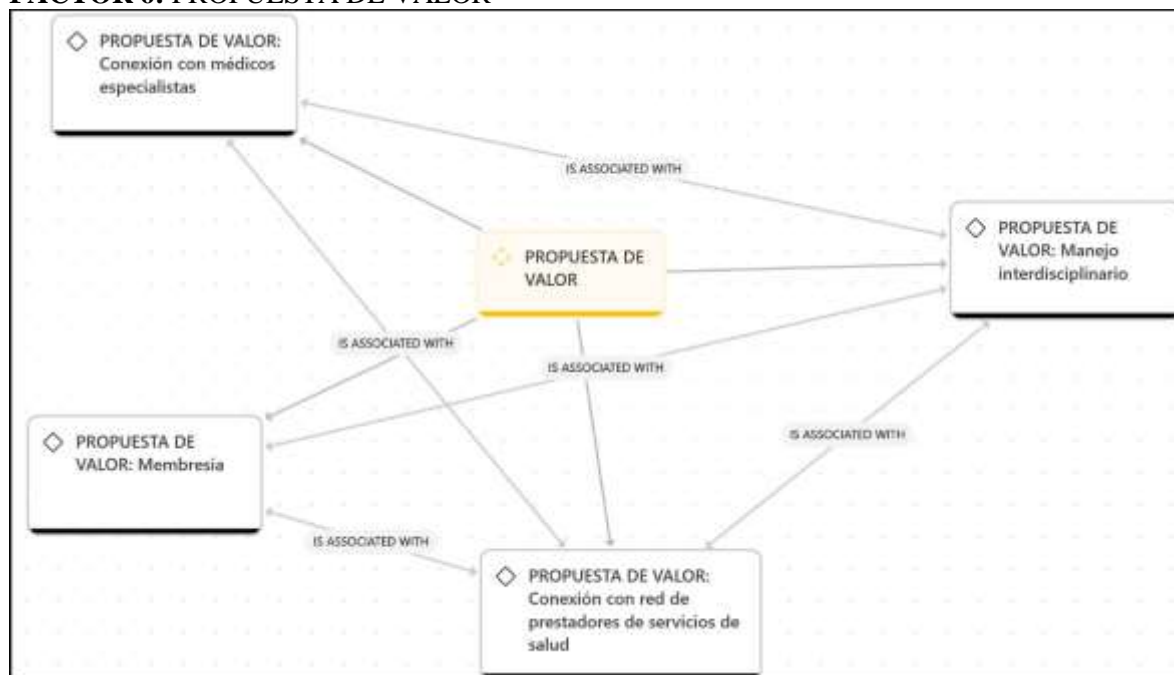 FACTOR 6: PROPUESTA DE VALOR
PROPUESTA DE VALOR:
Conexión con médicos
especialistas
IS ASSOCIATED WITH
PROPUESTA DE
VALOR: Manejo
interdisciplinario
PROPUESTA DE
VALOR
IS ASSOCIATED WITH
IS ASSOCIATED WITH
PROPUESTA DE
VALOR: Membresía
IS ASSOCIATED WITH
IS ASSOCIATED WITH
PROPUESTA DE VALOR:
Conexión con red de
prestadores de servicios de
salud